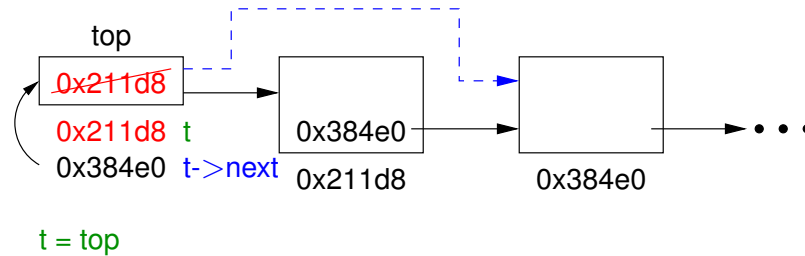 top
0x211d8
0x211d8 t
0x384e0 t->next
0x384e0
0x211d8
0x384e0
t = top